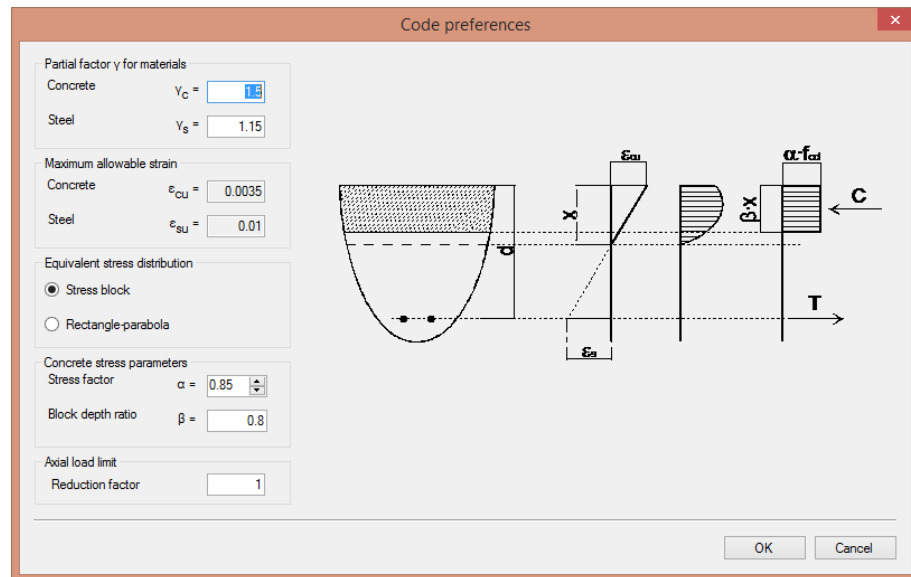 Code preferences
×
Partial factor γ for materials
Concrete γC = 1.5
Steel γs = 1.15
Maximum allowable strain
Concrete εcu = 0.0035
Steel εsu = 0.01
Equivalent stress distribution
Stress block
Rectangle-parabola
Concrete stress parameters
Stress factor α = 0.85
Block depth ratio β = 0.8
Axial load limit
Reduction factor 1
εcu
α·fcd
x
d
β·x
C
T
εs
OK Cancel